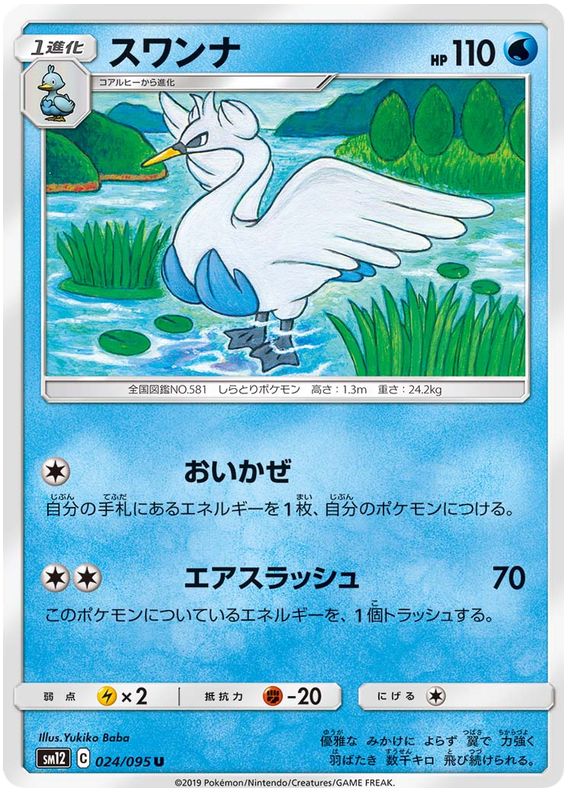 1進化
スワンナ
HP 110
コアルヒーから進化
全国図鑑NO.581 しらとりポケモン 高さ:1.3m 重さ:24.2kg
おいかぜ
自分の手札にあるエネルギーを1枚、自分のポケモンにつける。
エアスラッシュ 70
このポケモンについているエネルギーを、1個トラッシュする。
弱点 ×2 抵抗力 -20 にげる
Illus.Yukiko Baba
SM12 C 024/095 U
優雅な みかけに よらず 翼で 力強く
羽ばたき 数千キロ 飛び続けられる。
©2019 Pokémon/Nintendo/Creatures/GAME FREAK.